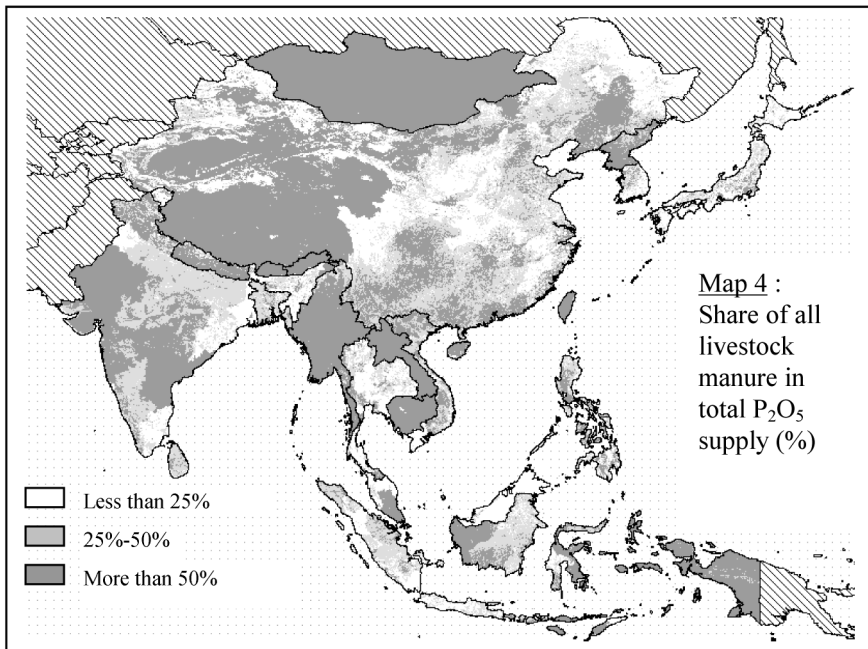 Map 4 :
Share of all
livestock
manure in
total P₂O₅
supply (%)
Less than 25%
25%-50%
More than 50%